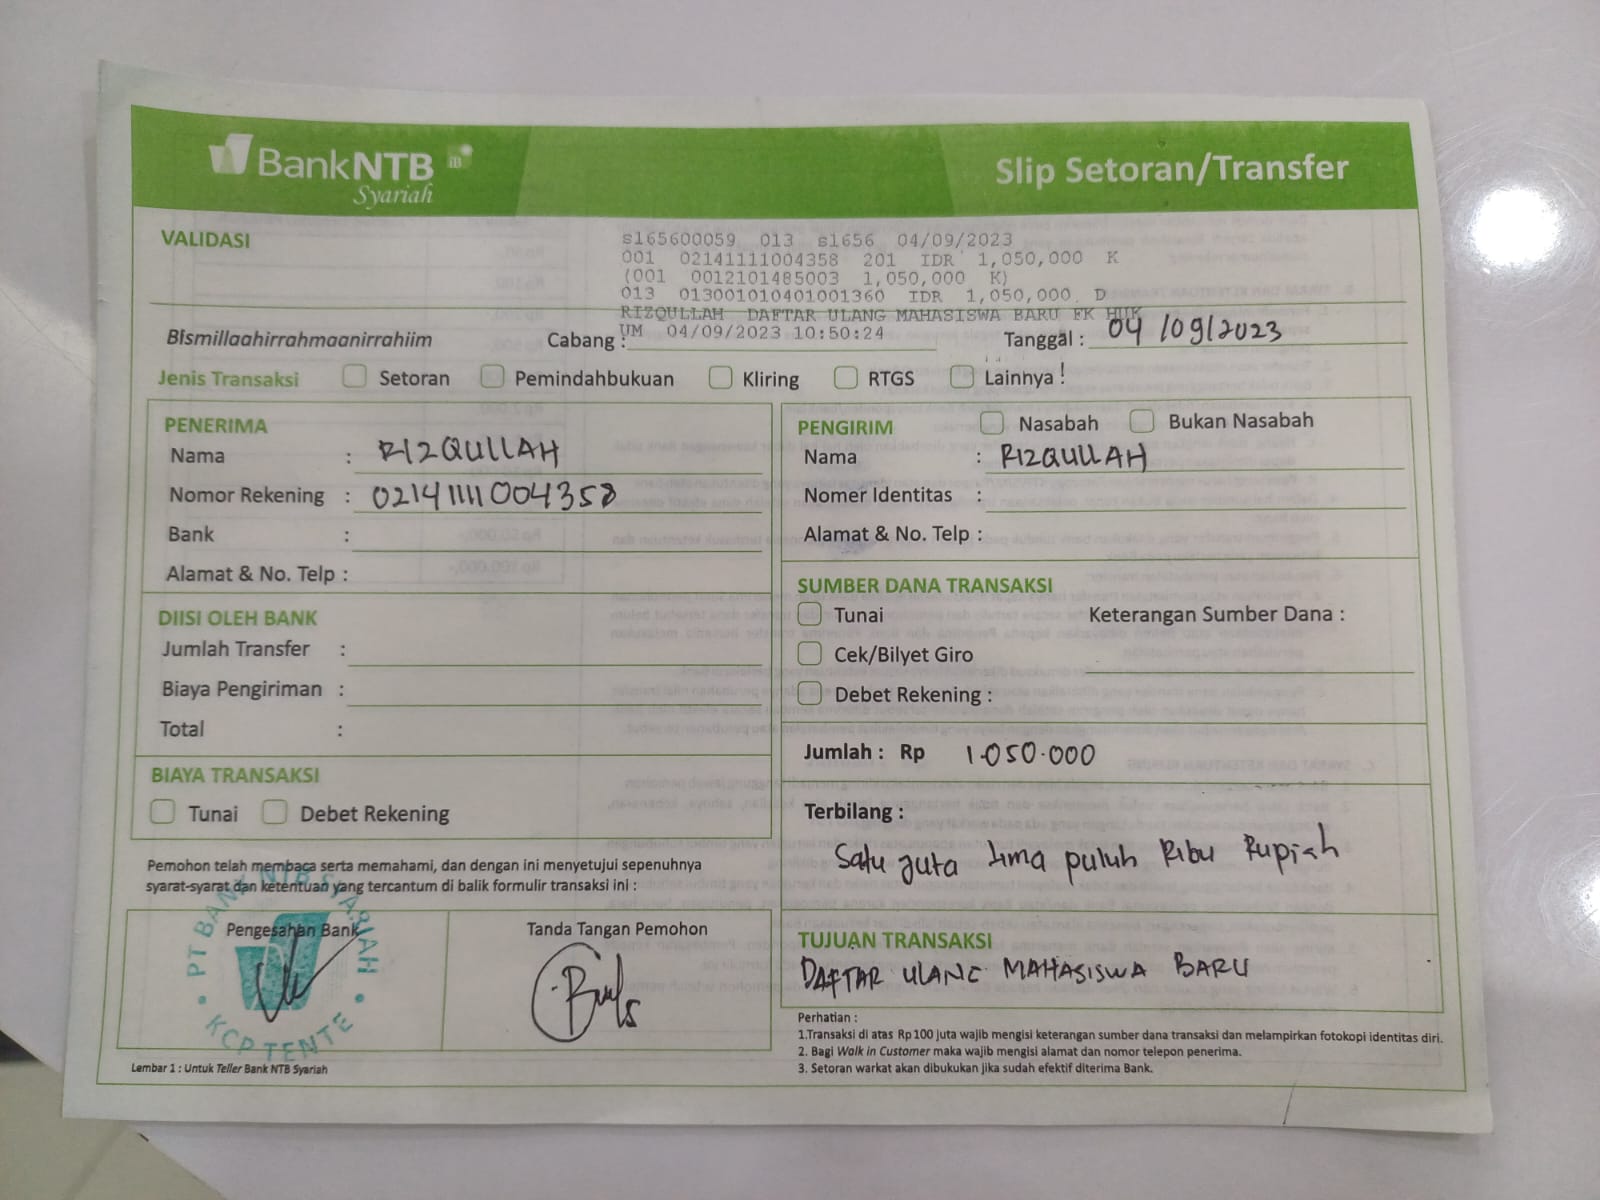 BankNTB iB
Syariah
Slip Setoran/Transfer
VALIDASI
s165600059 013 s1656 04/09/2023
001 02141111004358 201 IDR 1,050,000 K
(001 0012101485003 1,050,000 K)
013 013001010401001360 IDR 1,050,000 D
RIZQULLAH DAFTAR ULANG MAHASISWA BARU FK HUK
UM 04/09/2023 10:50:24
Bismillaahirrahmaanirrahiim
Cabang :
Tanggal : 04/09/2023
Jenis Transaksi Setoran Pemindahbukuan Kliring RTGS Lainnya :
PENERIMA
Nama : RIZQULLAH
Nomor Rekening : 02141111004358
Bank :
Alamat & No. Telp :
DIISI OLEH BANK
Jumlah Transfer :
Biaya Pengiriman :
Total :
BIAYA TRANSAKSI
Tunai Debet Rekening
Pemohon telah membaca serta memahami, dan dengan ini menyetujui sepenuhnya
syarat-syarat dan ketentuan yang tercantum di balik formulir transaksi ini :
Pengesahan Bank
PT BANK NTB SYARIAH
KCP TENTE
Tanda Tangan Pemohon
Lembar 1 : Untuk Teller Bank NTB Syariah
PENGIRIM Nasabah Bukan Nasabah
Nama : RIZQULLAH
Nomer Identitas :
Alamat & No. Telp :
SUMBER DANA TRANSAKSI
Tunai Keterangan Sumber Dana :
Cek/Bilyet Giro
Debet Rekening :
Jumlah : Rp 1.050.000
Terbilang :
Satu juta lima puluh Ribu Rupiah
TUJUAN TRANSAKSI
DAFTAR ULANG MAHASISWA BARU
Perhatian :
1.Transaksi di atas Rp100 juta wajib mengisi keterangan sumber dana transaksi dan melampirkan fotokopi identitas diri.
2. Bagi Walk in Customer maka wajib mengisi alamat dan nomor telepon penerima.
3. Setoran warkat akan dibukukan jika sudah efektif diterima Bank.